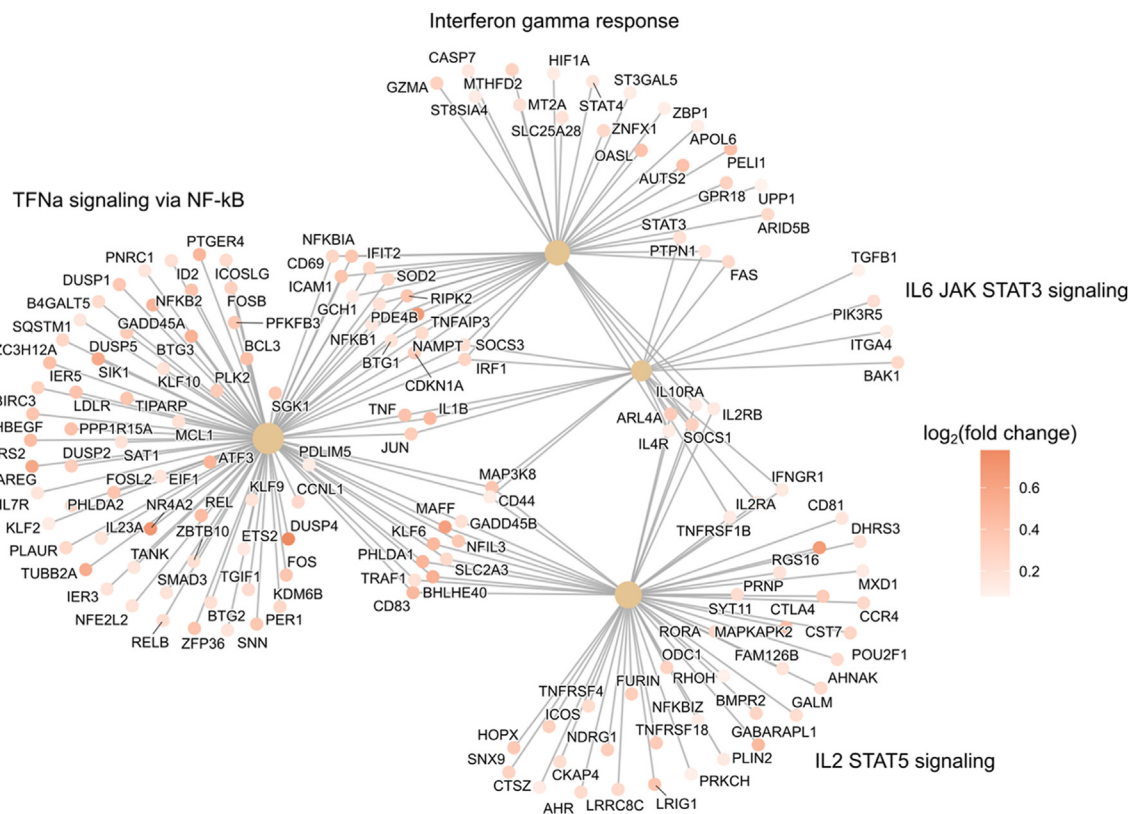 Interferon gamma response
CASP7
HIF1A
GZMA
MTHFD2
ST3GAL5
ST8SIA4
MT2A
STAT4
ZBP1
SLC25A28
ZNFX1
APOL6
OASL
PELI1
AUTS2
GPR18
UPP1
ARID5B
STAT3
PTPN1
FAS
TFNa signaling via NF-kB
PTGER4
PNRC1
ID2
ICOSLG
DUSP1
NFKB2
FOSB
B4GALT5
GADD45A
PFKFB3
SQSTM1
DUSP5
BTG3
BCL3
ZC3H12A
SIK1
IER5
KLF10
PLK2
BIRC3
LDLR
TIPARP
SGK1
HBEGF
PPP1R15A
MCL1
RS2
DUSP2
SAT1
ATF3
PDLIM5
AREG
FOSL2
EIF1
KLF9
CCNL1
IL7R
PHLDA2
NR4A2
REL
KLF2
IL23A
ZBTB10
ETS2
DUSP4
PLAUR
TANK
FOS
TUBB2A
SMAD3
TGIF1
KDM6B
IER3
BTG2
PER1
NFE2L2
RELB
ZFP36
SNN
NFKBIA
IFIT2
CD69
SOD2
ICAM1
RIPK2
GCH1
PDE4B
TNFAIP3
NFKB1
NAMPT
SOCS3
BTG1
IRF1
CDKN1A
TNF
IL1B
JUN
TGFB1
IL6 JAK STAT3 signaling
PIK3R5
ITGA4
BAK1
IL10RA
ARL4A
IL2RB
IL4R
SOCS1
MAP3K8
CD44
IFNGR1
IL2RA
TNFRSF1B
MAFF
KLF6
GADD45B
NFIL3
PHLDA1
SLC2A3
TRAF1
BHLHE40
CD83
CD81
DHRS3
RGS16
MXD1
PRNP
SYT11
CTLA4
CCR4
RORA
MAPKAPK2
CST7
ODC1
FAM126B
POU2F1
RHOH
AHNAK
TNFRSF4
FURIN
BMPR2
GALM
ICOS
NFKBIZ
HOPX
NDRG1
TNFRSF18
GABARAPL1
SNX9
PLIN2
CTSZ
CKAP4
PRKCH
AHR
LRRC8C
LRIG1
IL2 STAT5 signaling
log2(fold change)
0.6
0.4
0.2